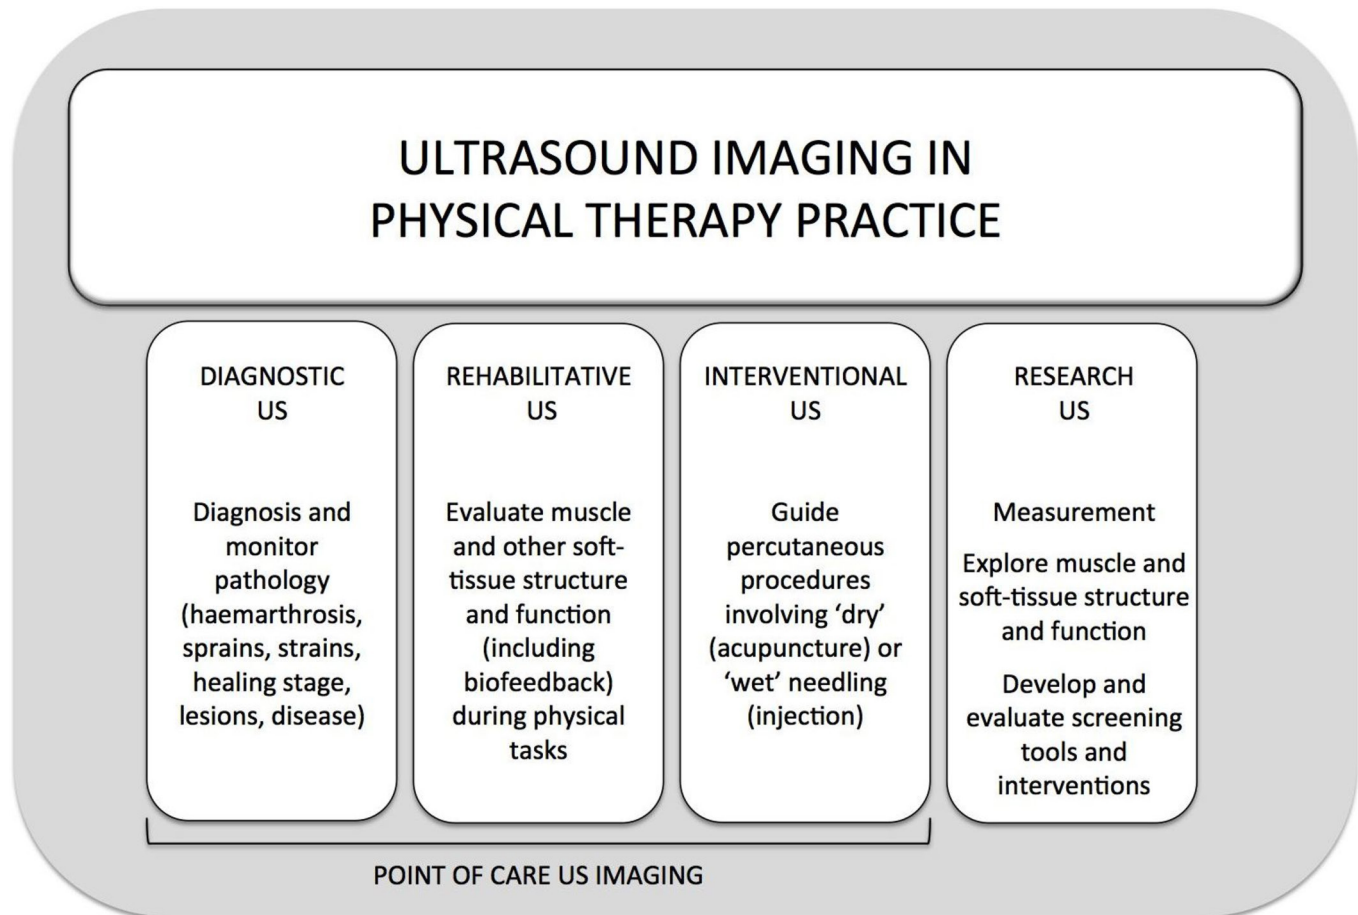 ULTRASOUND IMAGING IN
PHYSICAL THERAPY PRACTICE
DIAGNOSTIC
US
Diagnosis and
monitor
pathology
(haemarthrosis,
sprains, strains,
healing stage,
lesions, disease)
REHABILITATIVE
US
Evaluate muscle
and other soft-
tissue structure
and function
(including
biofeedback)
during physical
tasks
INTERVENTIONAL
US
Guide
percutaneous
procedures
involving ‘dry’
(acupuncture) or
‘wet’ needling
(injection)
RESEARCH
US
Measurement
Explore muscle and
soft-tissue structure
and function
Develop and
evaluate screening
tools and
interventions
POINT OF CARE US IMAGING